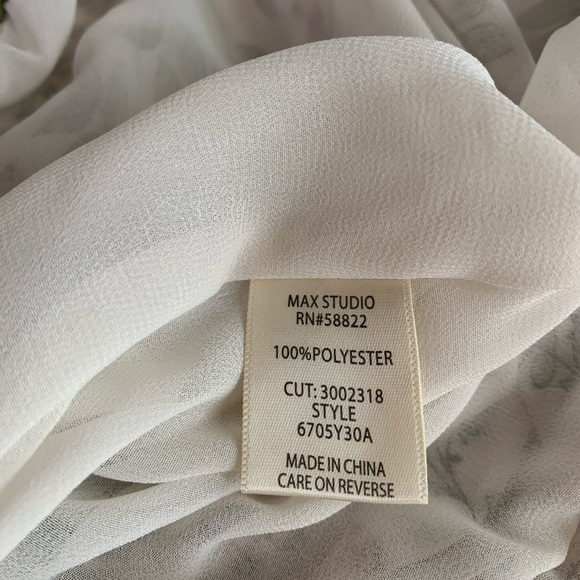 MAX STUDIO
RN#58822
100%POLYESTER
CUT: 3002318
STYLE
6705Y30A
MADE IN CHINA
CARE ON REVERSE